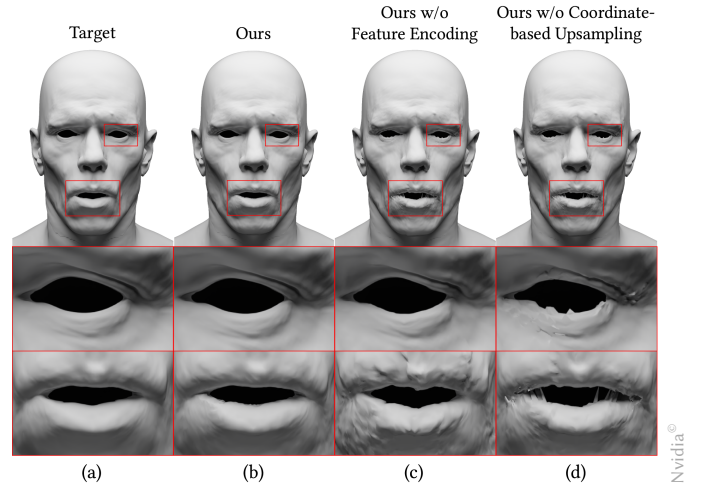 Target
Ours
Ours w/o
Feature Encoding
Ours w/o Coordinate-
based Upsampling
(a)
(b)
(c)
(d)
Nvidia©